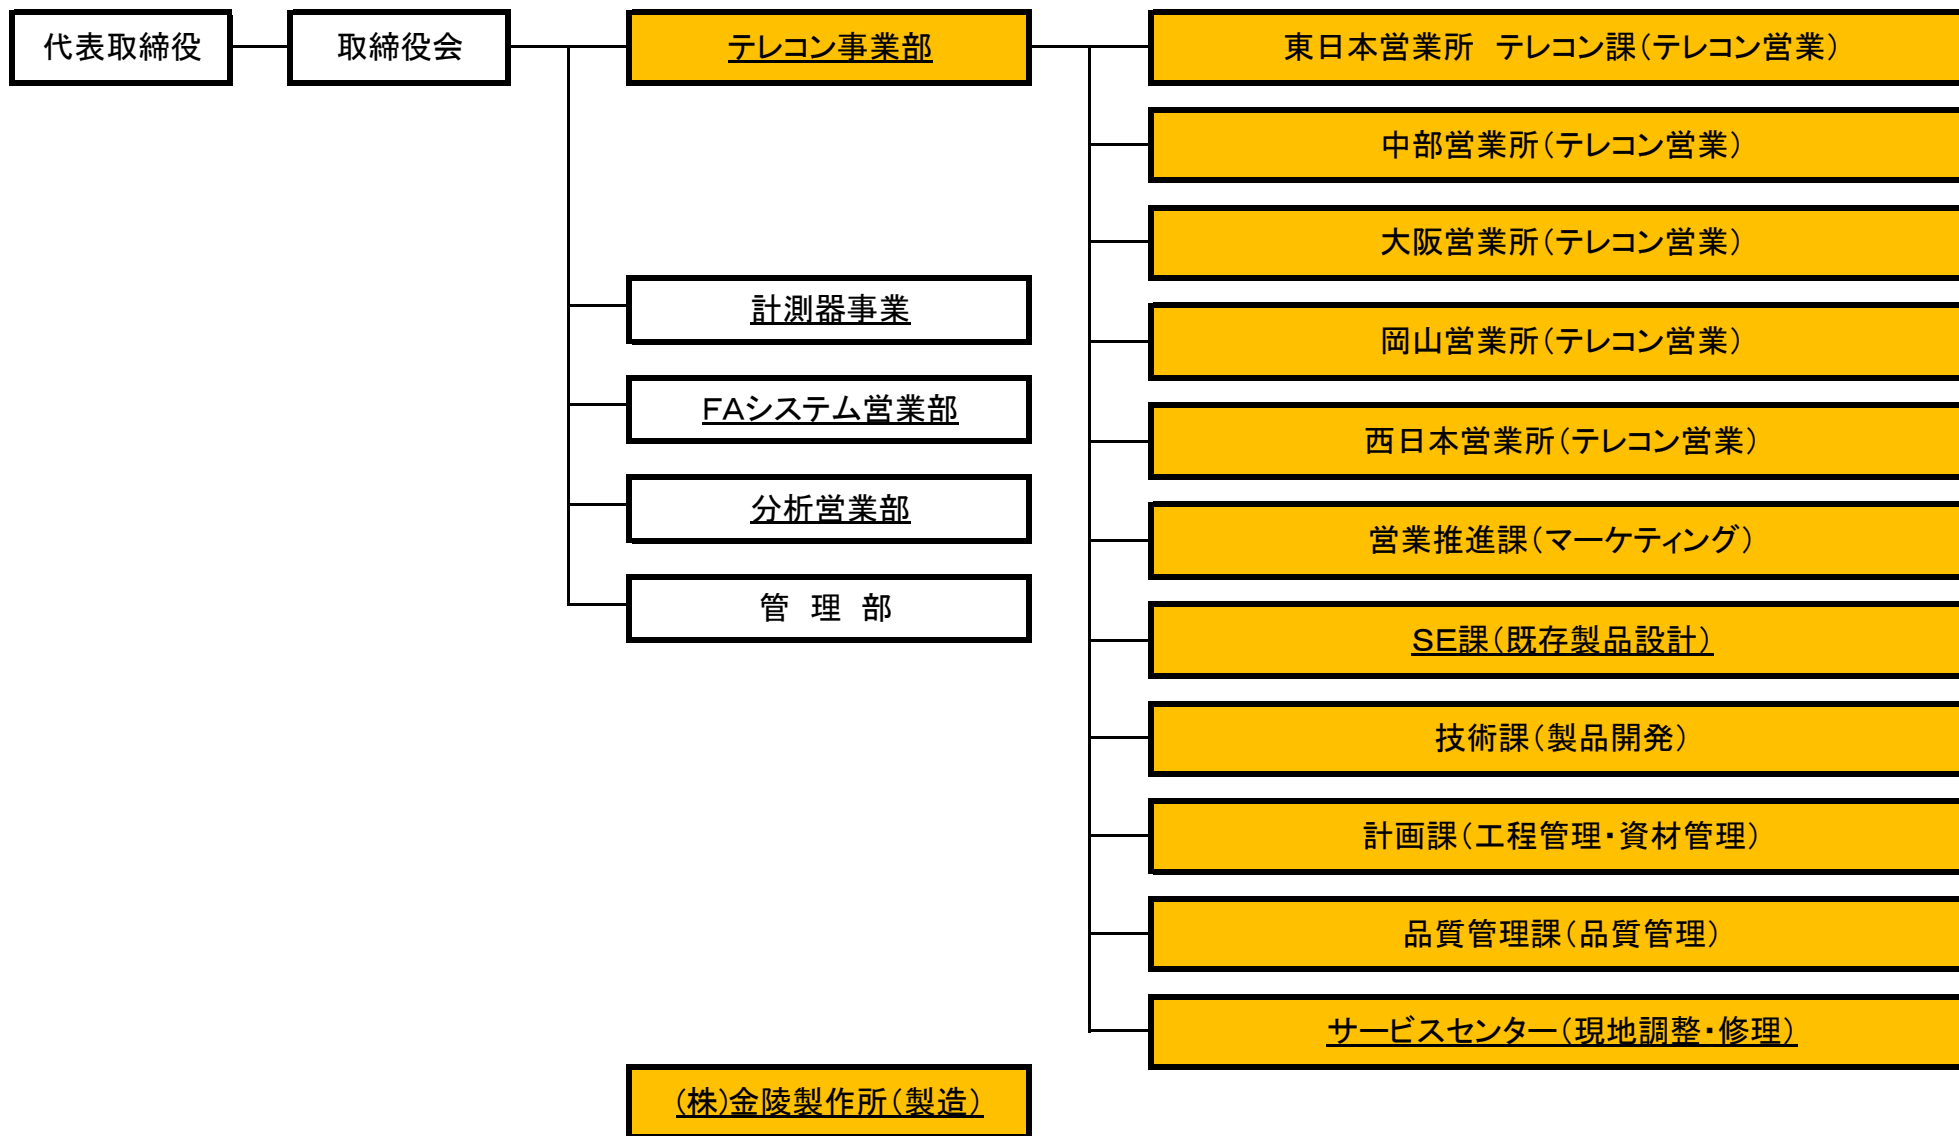 代表取締役
取締役会
テレコン事業部
東日本営業所　テレコン課（テレコン営業）
中部営業所（テレコン営業）
大阪営業所（テレコン営業）
計測器事業
岡山営業所（テレコン営業）
FAシステム営業部
西日本営業所（テレコン営業）
分析営業部
営業推進課（マーケティング）
管　理　部
SE課（既存製品設計）
技術課（製品開発）
計画課（工程管理・資材管理）
品質管理課（品質管理）
サービスセンター（現地調整・修理）
(株)金陵製作所（製造）